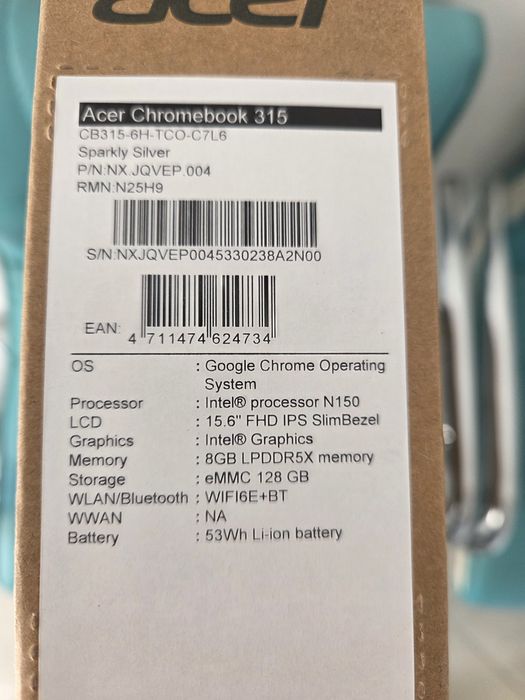 acer
Acer Chromebook 315
CB315-6H-TCO-C7L6
Sparkly Silver
P/N:NX.JQVEP.004
RMN:N25H9
S/N:NXJQVEP0045330238A2N00
EAN: 4 711474 624734
OS : Google Chrome Operating
System
Processor : Intel® processor N150
LCD : 15.6" FHD IPS SlimBezel
Graphics : Intel® Graphics
Memory : 8GB LPDDR5X memory
Storage : eMMC 128 GB
WLAN/Bluetooth : WIFI6E+BT
WWAN : NA
Battery : 53Wh Li-ion battery